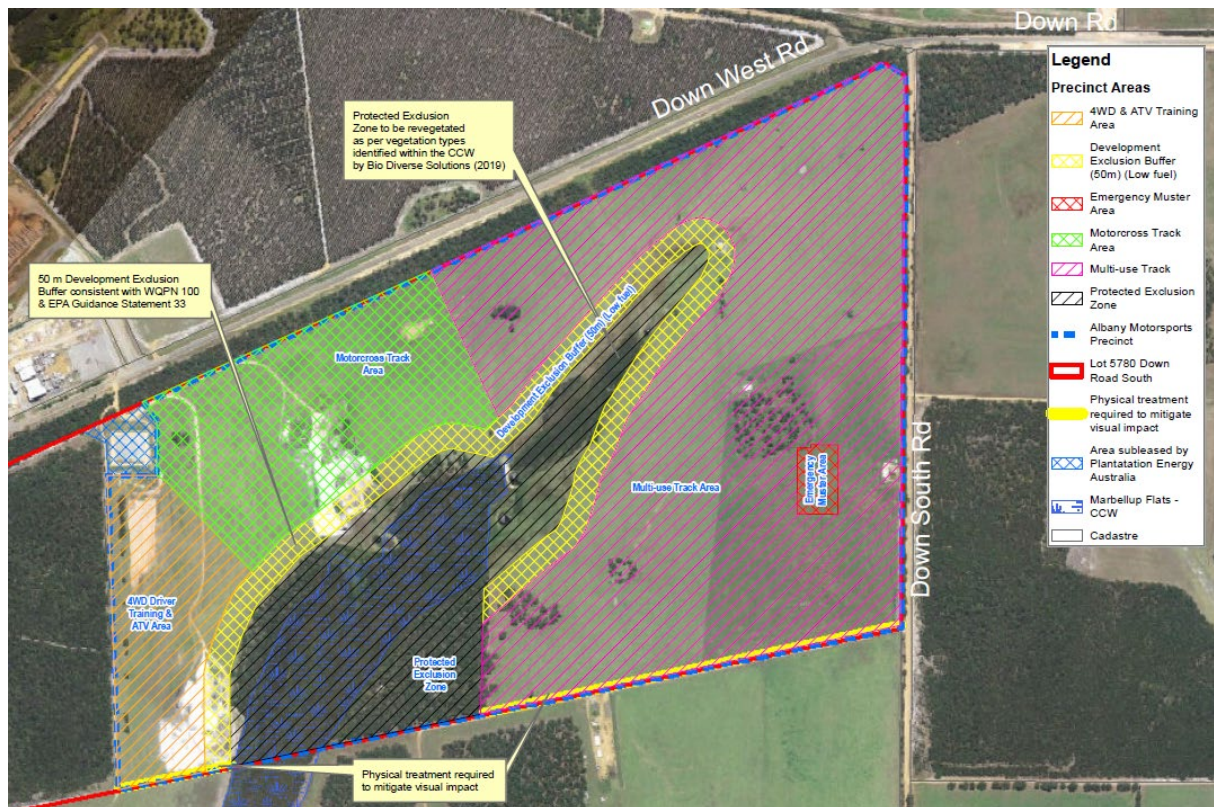 Down Rd
Down West Rd
Protected Exclusion
Zone to be revegetated
as per vegetation types
identified within the CCW
by Bio Diverse Solutions (2019)
50 m Development Exclusion
Buffer consistent with WQPN 100
& EPA Guidance Statement 33
Motorcross Track
Area
Development Exclusion Buffer (50m) (Low fuel)
Multi-use Track Area
Emergency
Muster Area
Down South Rd
4WD Driver
Training &
ATV Area
Protected
Exclusion
Zone
Physical treatment required
to mitigate visual impact
Legend
Precinct Areas
4WD & ATV Training
Area
Development
Exclusion Buffer
(50m) (Low fuel)
Emergency Muster
Area
Motorcross Track
Area
Multi-use Track
Protected Exclusion
Zone
Albany Motorsports
Precinct
Lot 5780 Down
Road South
Physical treatment
required to mitigate
visual impact
Area subleased by
Plantatation Energy
Australia
Marbellup Flats -
CCW
Cadastre